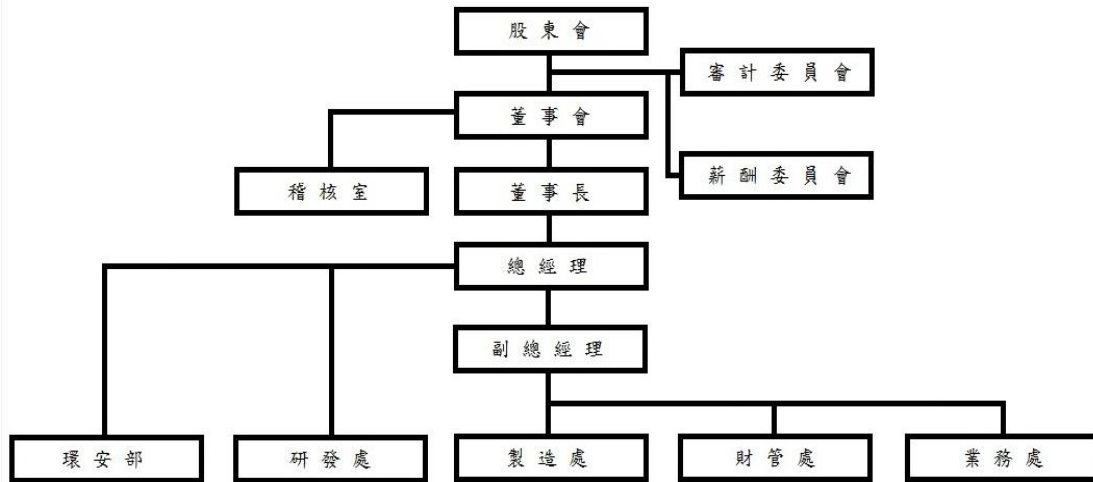 股東會
審計委員會
董事會
薪酬委員會
稽核室
董事長
總經理
副總經理
環安部
研發處
製造處
財管處
業務處